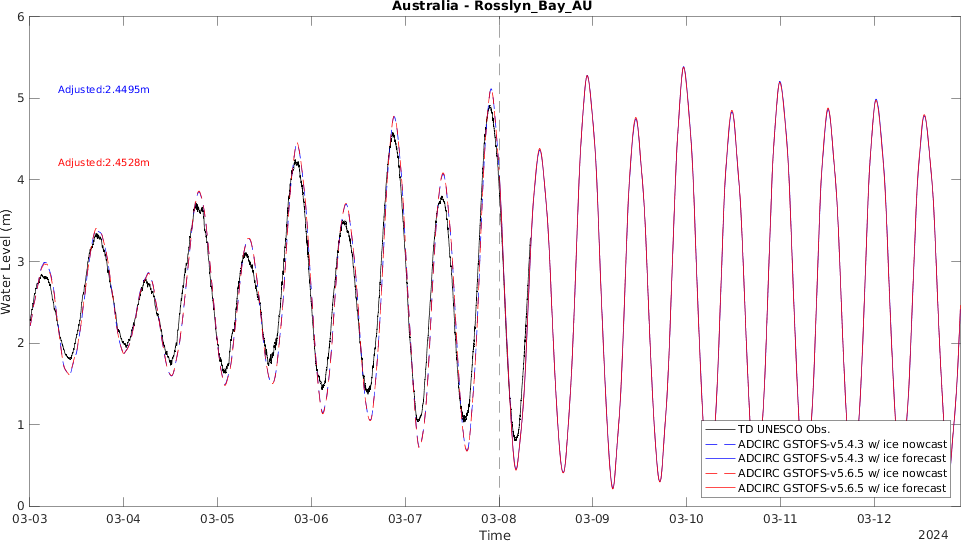 Australia - Rosslyn_Bay_AU
6
5
4
3
2
1
0
Water Level (m)
Adjusted:2.4495m
Adjusted:2.4528m
TD UNESCO Obs.
ADCIRC GSTOFS-v5.4.3 w/ ice nowcast
ADCIRC GSTOFS-v5.4.3 w/ ice forecast
ADCIRC GSTOFS-v5.6.5 w/ ice nowcast
ADCIRC GSTOFS-v5.6.5 w/ ice forecast
03-03 03-04 03-05 03-06 03-07 03-08 03-09 03-10 03-11 03-12
Time
2024